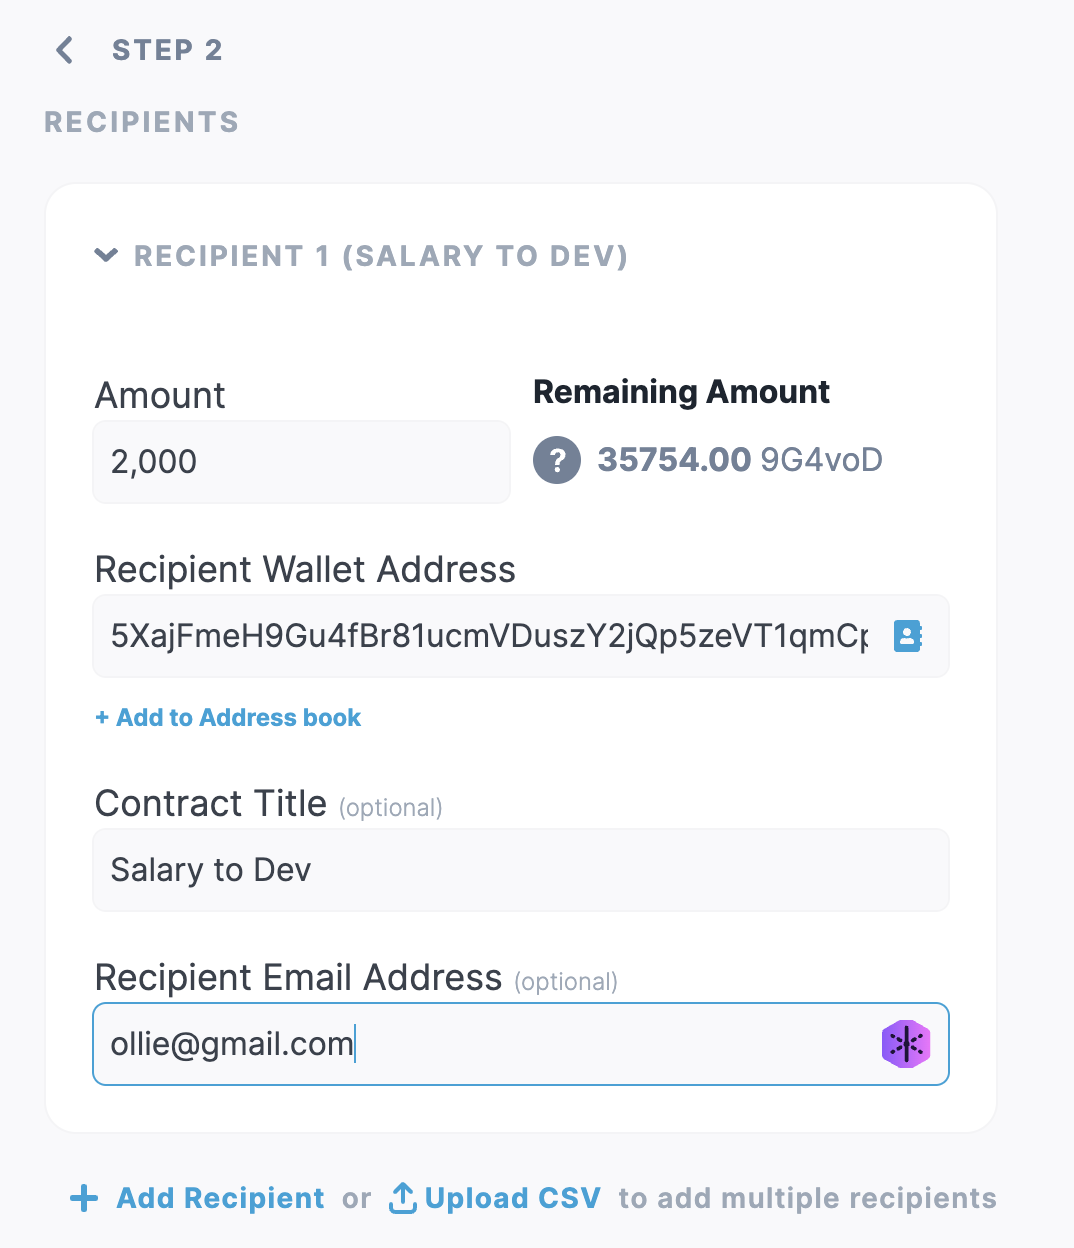 STEP 2
RECIPIENTS
RECIPIENT 1 (SALARY TO DEV)
Amount
Remaining Amount
2,000
? 35754.00 9G4voD
Recipient Wallet Address
5XajFmeH9Gu4fBr81ucmVDuszY2jQp5zeVT1qmCp
+ Add to Address book
Contract Title (optional)
Salary to Dev
Recipient Email Address (optional)
ollie@gmail.com
+ Add Recipient or Upload CSV to add multiple recipients